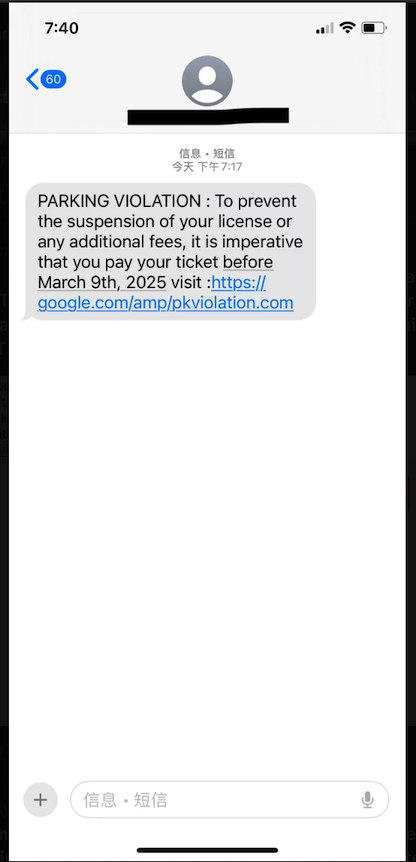 7:40
60
信息・短信
今天 下午7:17
PARKING VIOLATION : To prevent
the suspension of your license or
any additional fees, it is imperative
that you pay your ticket before
March 9th, 2025 visit :https://
google.com/amp/pkviolation.com
信息・短信